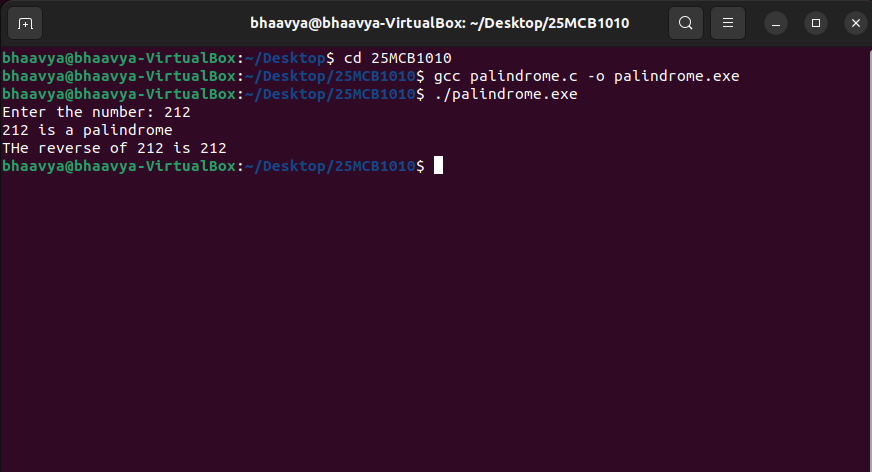 bhaavya@bhaavya-VirtualBox: ~/Desktop/25MCB1010
bhaavya@bhaavya-VirtualBox:~/Desktop$ cd 25MCB1010
bhaavya@bhaavya-VirtualBox:~/Desktop/25MCB1010$ gcc palindrome.c -o palindrome.exe
bhaavya@bhaavya-VirtualBox:~/Desktop/25MCB1010$ ./palindrome.exe
Enter the number: 212
212 is a palindrome
THe reverse of 212 is 212
bhaavya@bhaavya-VirtualBox:~/Desktop/25MCB1010$